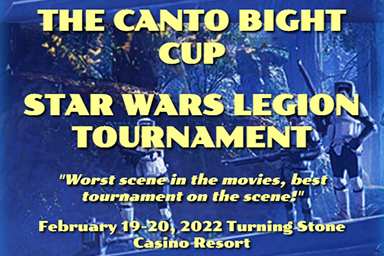 THE CANTO BIGHT
CUP
STAR WARS LEGION
TOURNAMENT
"Worst scene in the movies, best
tournament on the scene!"
February 19-20, 2022 Turning Stone
Casino Resort